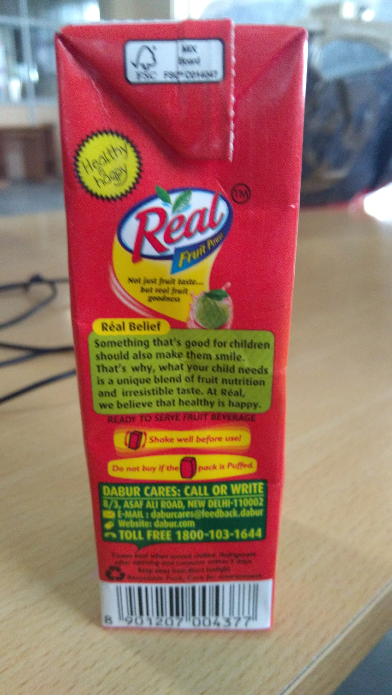 MIX
Board
FSC
Healthy
is
happy
Réal
TM
Fruit Power
Not just fruit taste...
but real fruit
goodness
Réal Belief
Something that's good for children
should also make them smile.
That's why, what your child needs
is a unique blend of fruit nutrition
and irresistible taste. At Réal,
we believe that healthy is happy.
READY TO SERVE FRUIT BEVERAGE
Shake well before use!
Do not buy if the pack is Puffed.
DABUR CARES: CALL OR WRITE
8/3, ASAF ALI ROAD, NEW DELHI-110002
E-MAIL : daburcares@feedback.dabur
Website: dabur.com
TOLL FREE 1800-103-1644
8 901207 004377